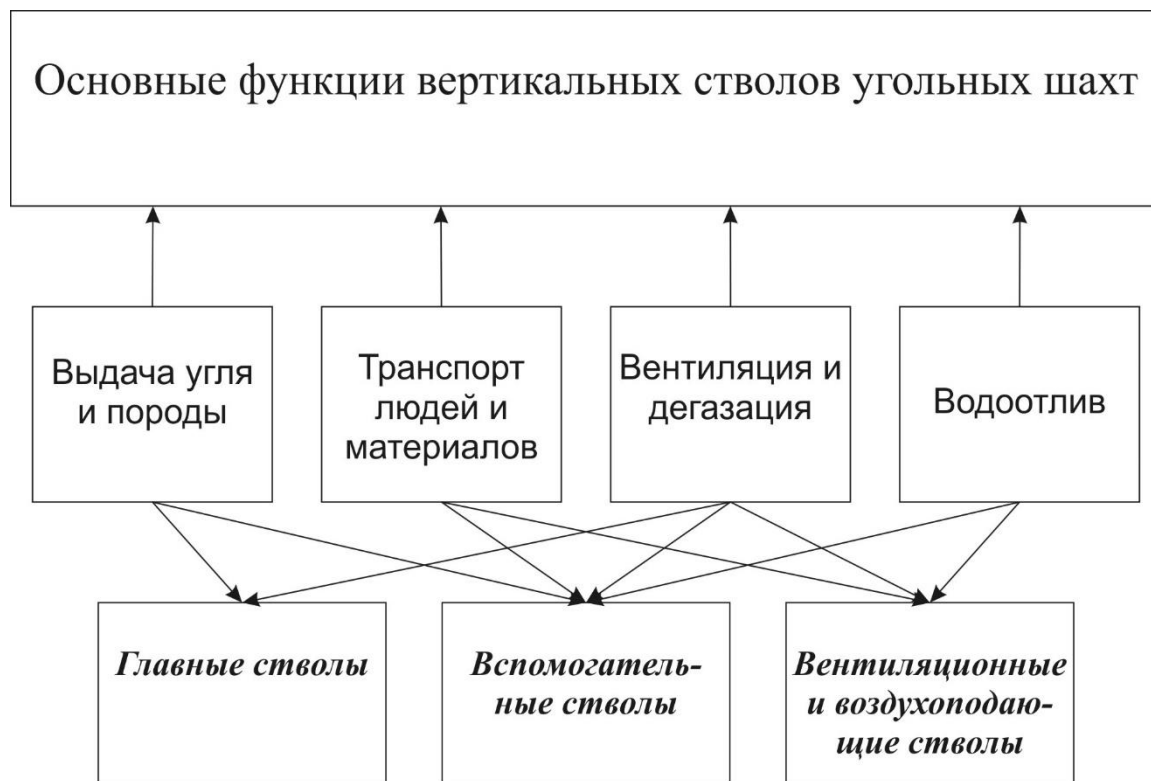 Основные функции вертикальных стволов угольных шахт
Выдача угля
и породы
Транспорт
людей и
материалов
Вентиляция и
дегазация
Водоотлив
Главные стволы
Вспомогатель-
ные стволы
Вентиляционные
и воздухоподаю-
щие стволы